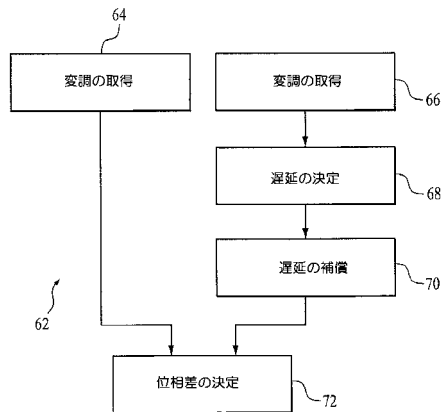 64
変調の取得
変調の取得
66
遅延の決定
68
遅延の補償
70
62
位相差の決定
72